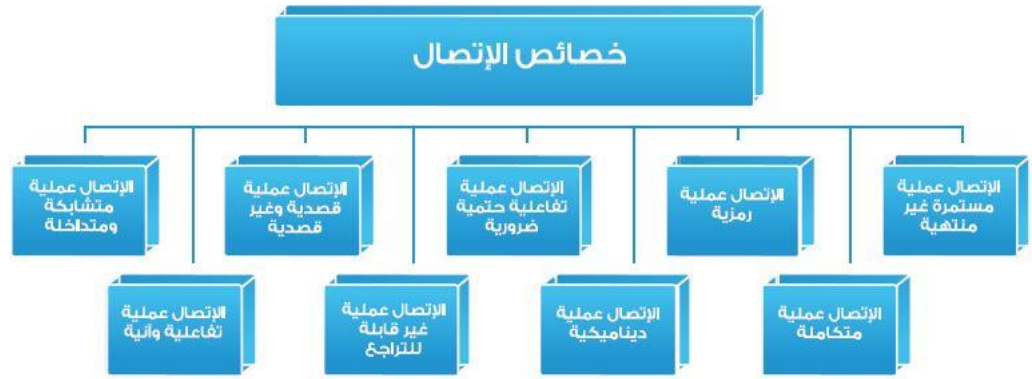 خصائص الإتصال
الإتصال عملية
مستمرة غير
منتهية
الإتصال عملية
رمزية
الإتصال عملية
تفاعلية حتمية
ضرورية
الإتصال عملية
قصدية وغير
قصدية
الإتصال عملية
متشابكة
ومتداخلة
الإتصال عملية
متكاملة
الإتصال عملية
ديناميكية
الإتصال عملية
غير قابلة
للتراجع
الإتصال عملية
تفاعلية وآنية